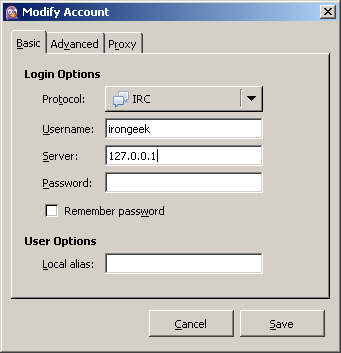 Modify Account
Basic Advanced Proxy
Login Options
Protocol: IRC
Username: irongeek
Server: 127.0.0.1
Password:
Remember password
User Options
Local alias:
Cancel Save